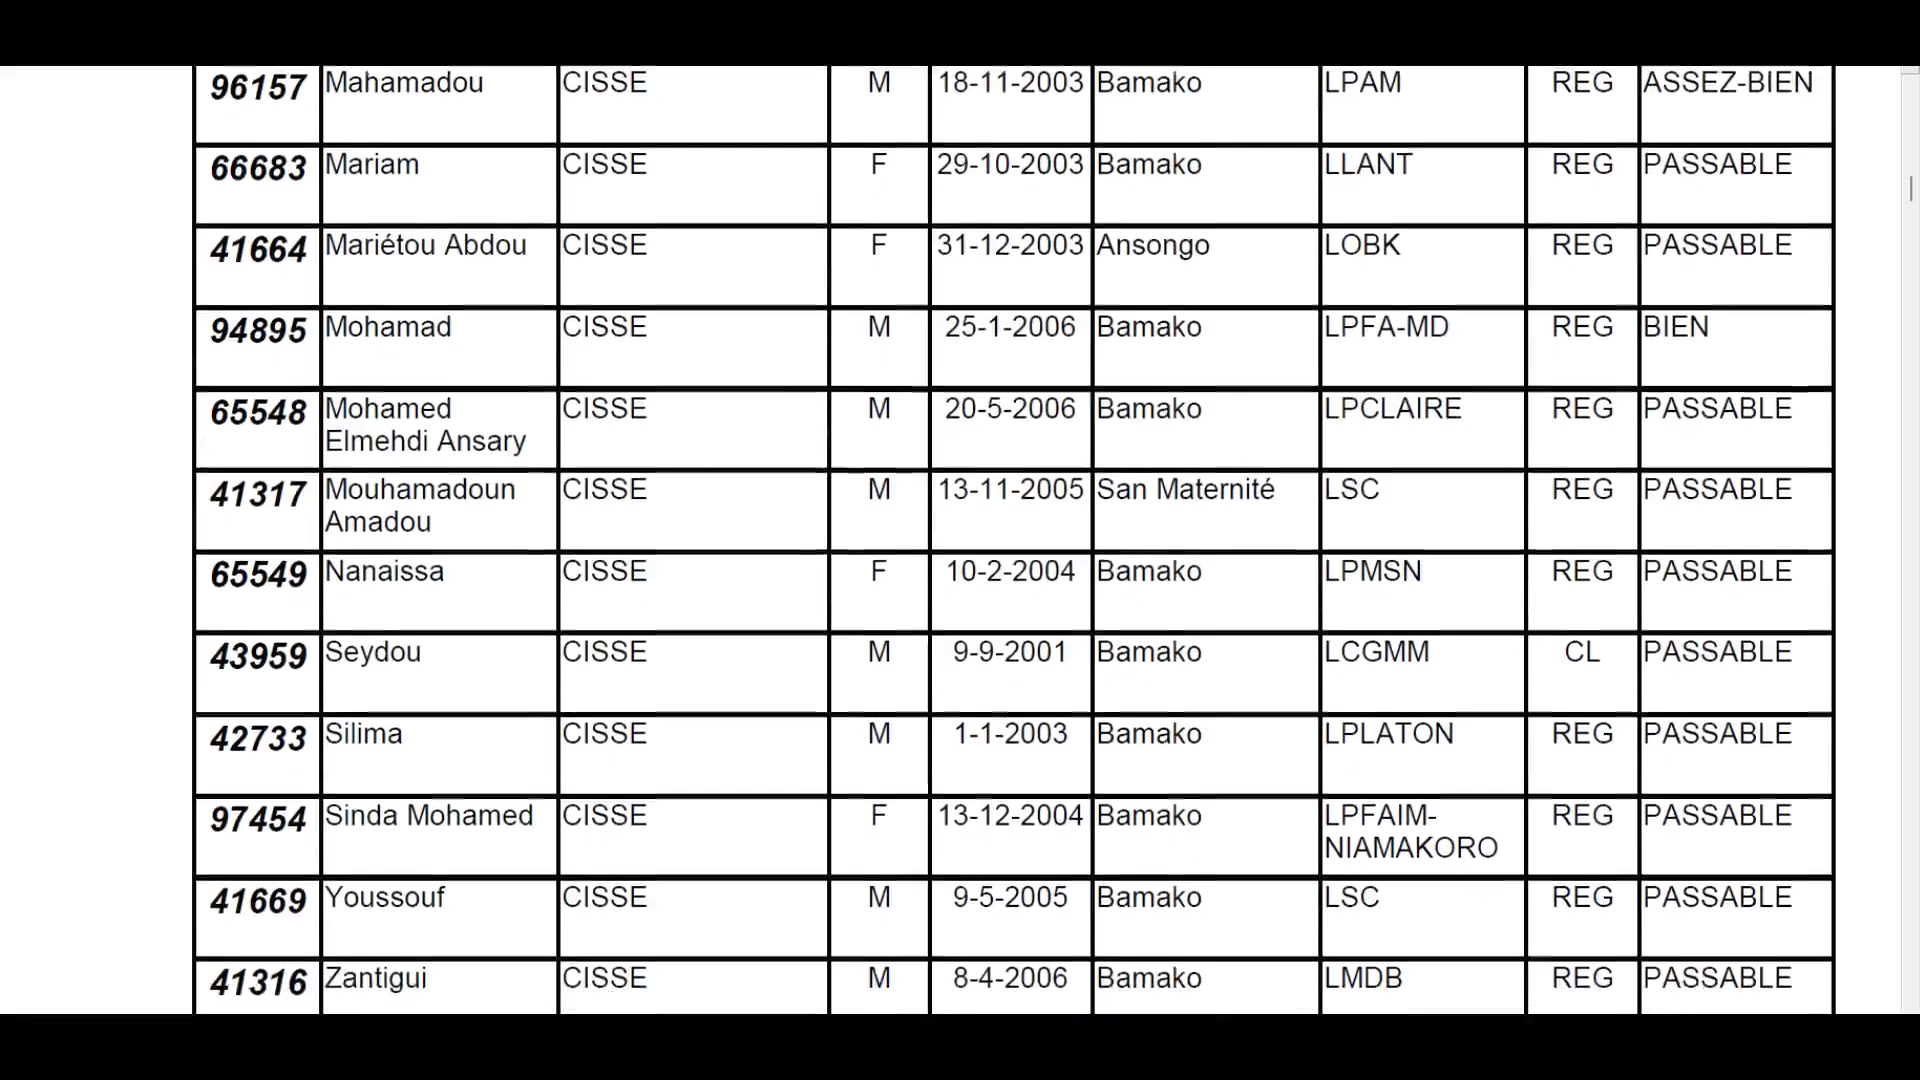 96157 Mahamadou CISSE M 18-11-2003 Bamako LPAM REG ASSEZ-BIEN
66683 Mariam CISSE F 29-10-2003 Bamako LLANT REG PASSABLE
41664 Mariétou Abdou CISSE F 31-12-2003 Ansongo LOBK REG PASSABLE
94895 Mohamad CISSE M 25-1-2006 Bamako LPFA-MD REG BIEN
65548 Mohamed CISSE M 20-5-2006 Bamako LPCLAIRE REG PASSABLE
Elmehdi Ansary
41317 Mouhamadoun CISSE M 13-11-2005 San Maternité LSC REG PASSABLE
Amadou
65549 Nanaissa CISSE F 10-2-2004 Bamako LPMSN REG PASSABLE
43959 Seydou CISSE M 9-9-2001 Bamako LCGMM CL PASSABLE
42733 Silima CISSE M 1-1-2003 Bamako LPLATON REG PASSABLE
97454 Sinda Mohamed CISSE F 13-12-2004 Bamako LPFAIM- REG PASSABLE
NIAMAKORO
41669 Youssouf CISSE M 9-5-2005 Bamako LSC REG PASSABLE
41316 Zantigui CISSE M 8-4-2006 Bamako LMDB REG PASSABLE